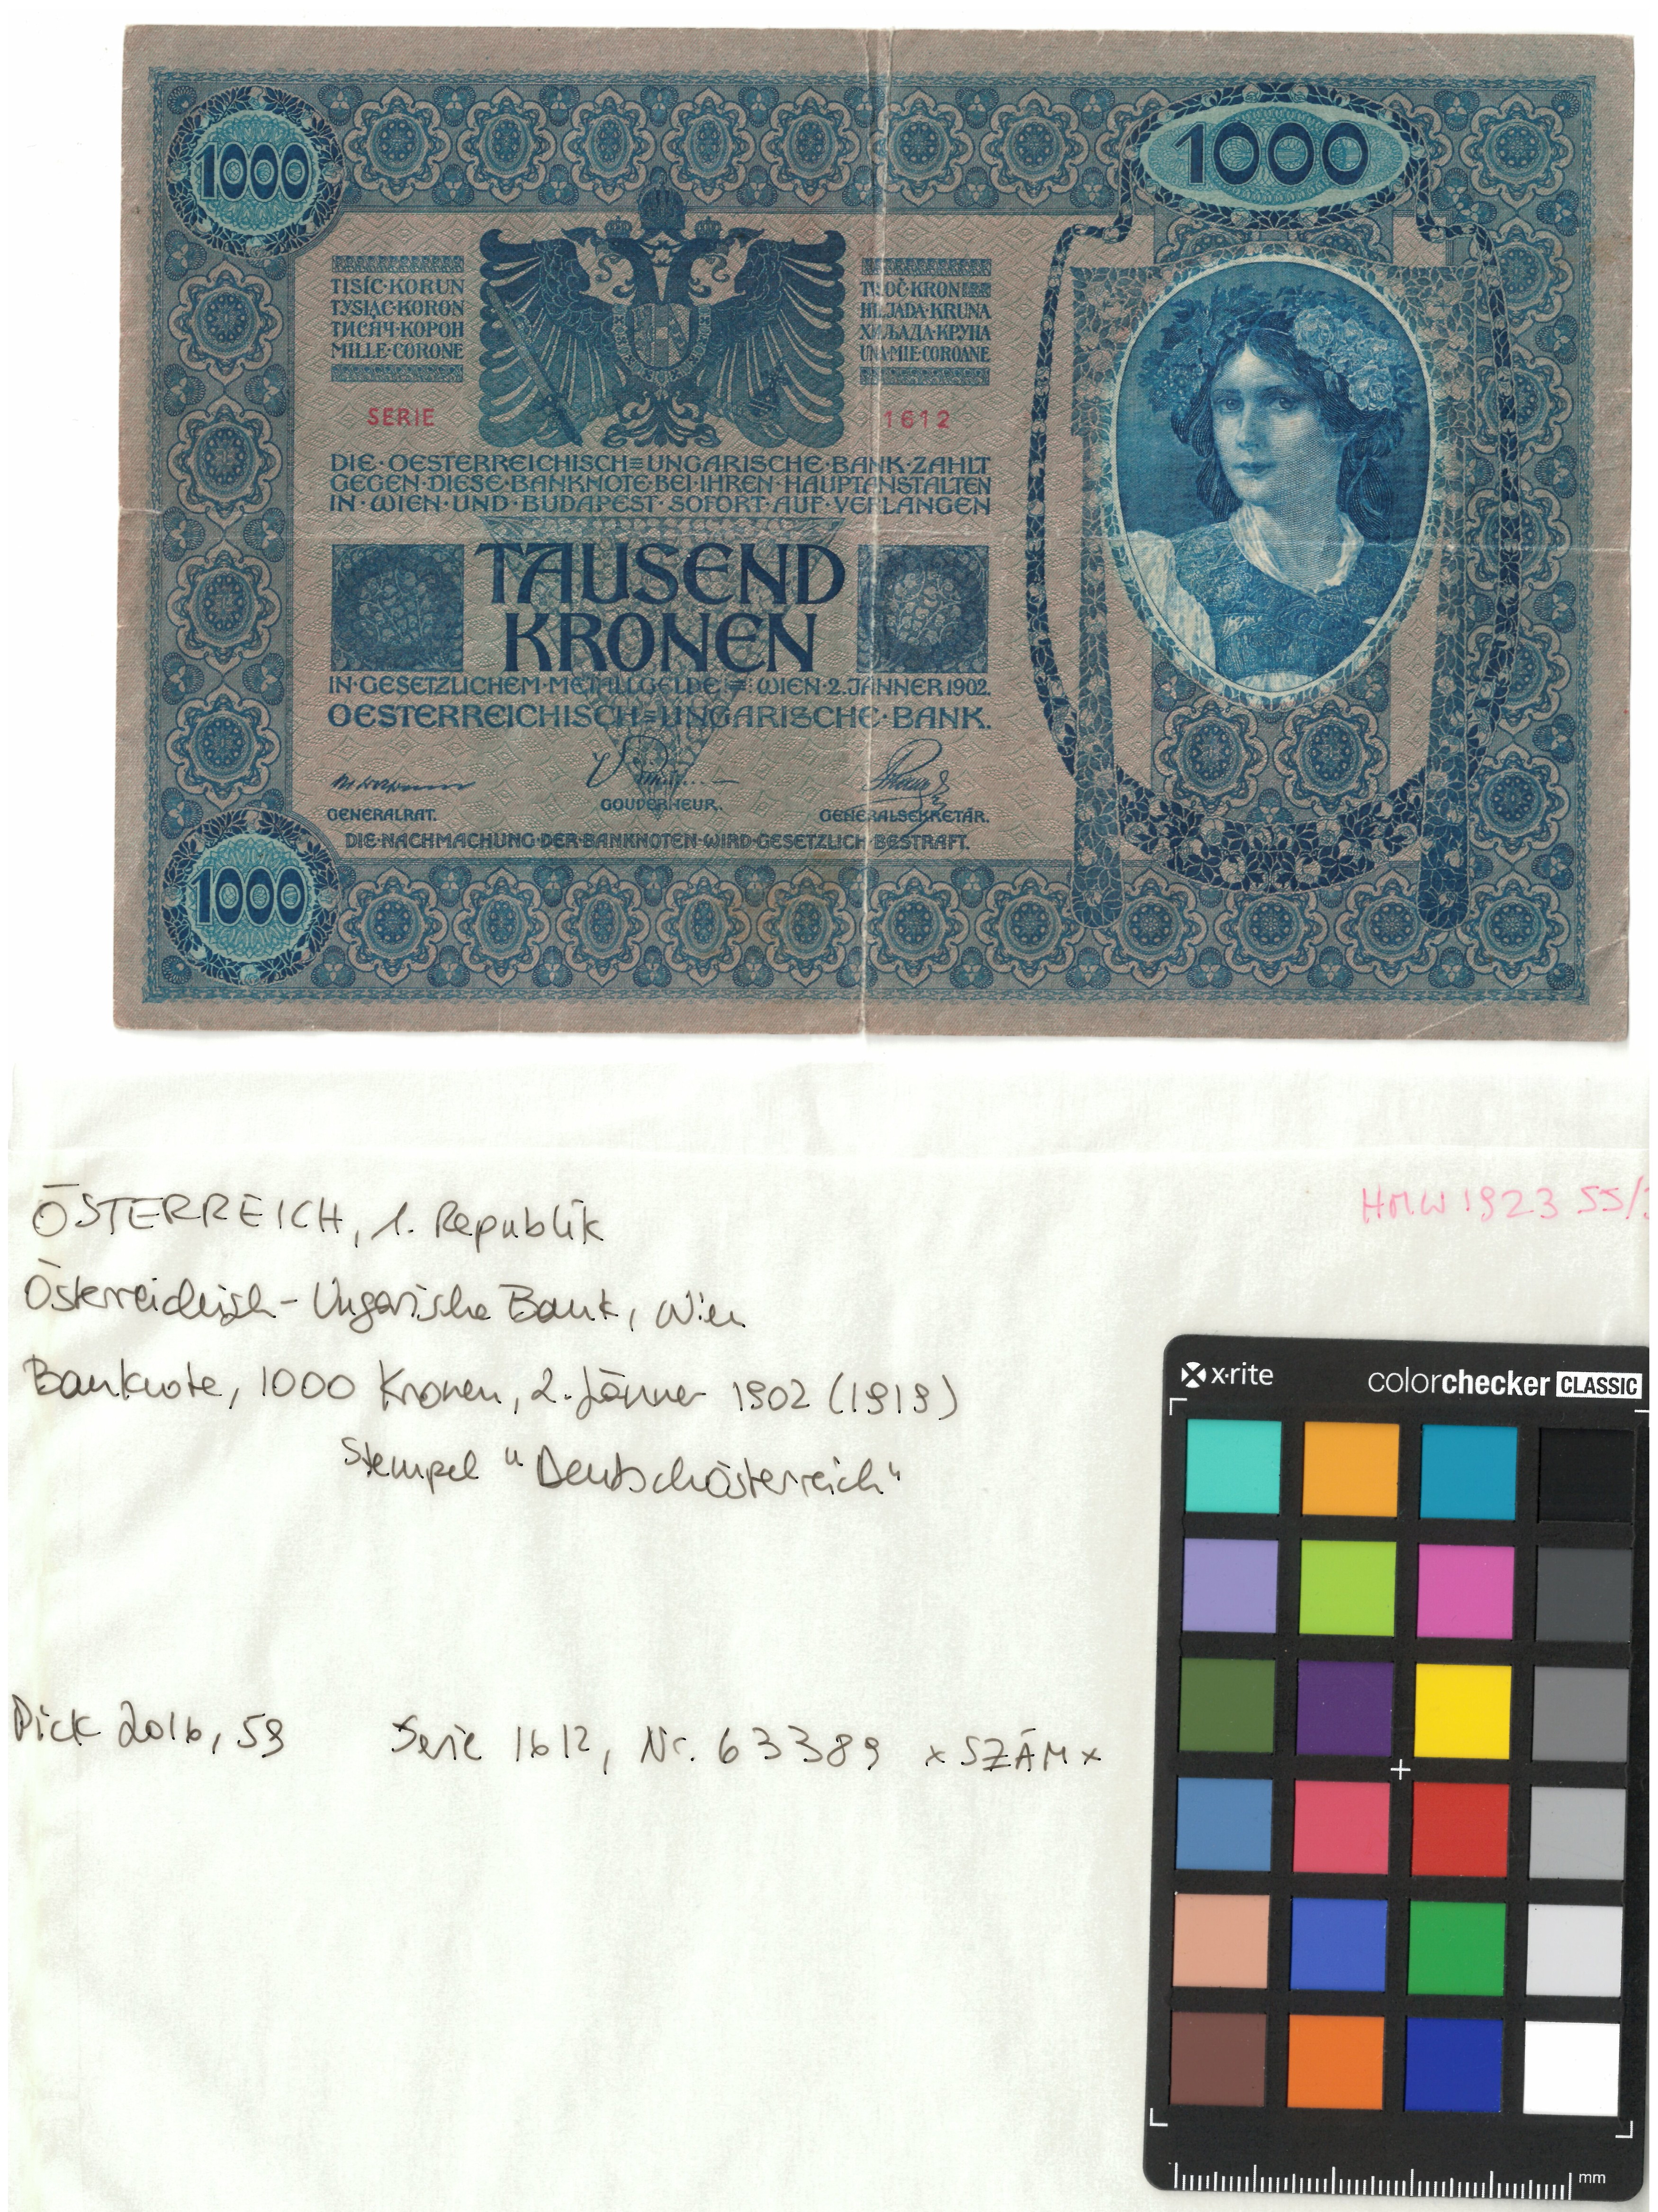 1000
1000
TISÍC·KORUN
TYSIĄC·KORON
ТИСЯЧ·КОРОН
MILLE·CORONE
TISOČ·KRON
HILJADA·KRUNA
ХИЉАДА·КРУНА
UNA·MIE·COROANE
SERIE 1612
DIE·OESTERREICHISCH=UNGARISCHE·BANK·ZAHLT
GEGEN·DIESE·BANKNOTE·BEI·IHREN·HAUPTANSTALTEN
IN·WIEN·UND·BUDAPEST·SOFORT·AUF·VERLANGEN
TAUSEND
KRONEN
IN·GESETZLICHEM·METALLGELDE·=·WIEN·2.JÄNNER 1902.
OESTERREICHISCH=UNGARISCHE·BANK.
GENERALRAT.
GOUVERNEUR.
GENERALSEKRETÄR.
DIE·NACHMACHUNG·DER·BANKNOTEN·WIRD·GESETZLICH·BESTRAFT.
1000
HMW 1923 55/
ÖSTERREICH, 1. Republik
Österreichisch-Ungarische Bank, Wien
Banknote, 1000 Kronen, 2. Jänner 1902 (1919)
Stempel "Deutschösterreich"
Pick 2016, 59 Serie 1612, Nr. 63389 x SZÁM x
x·rite colorchecker CLASSIC
mm